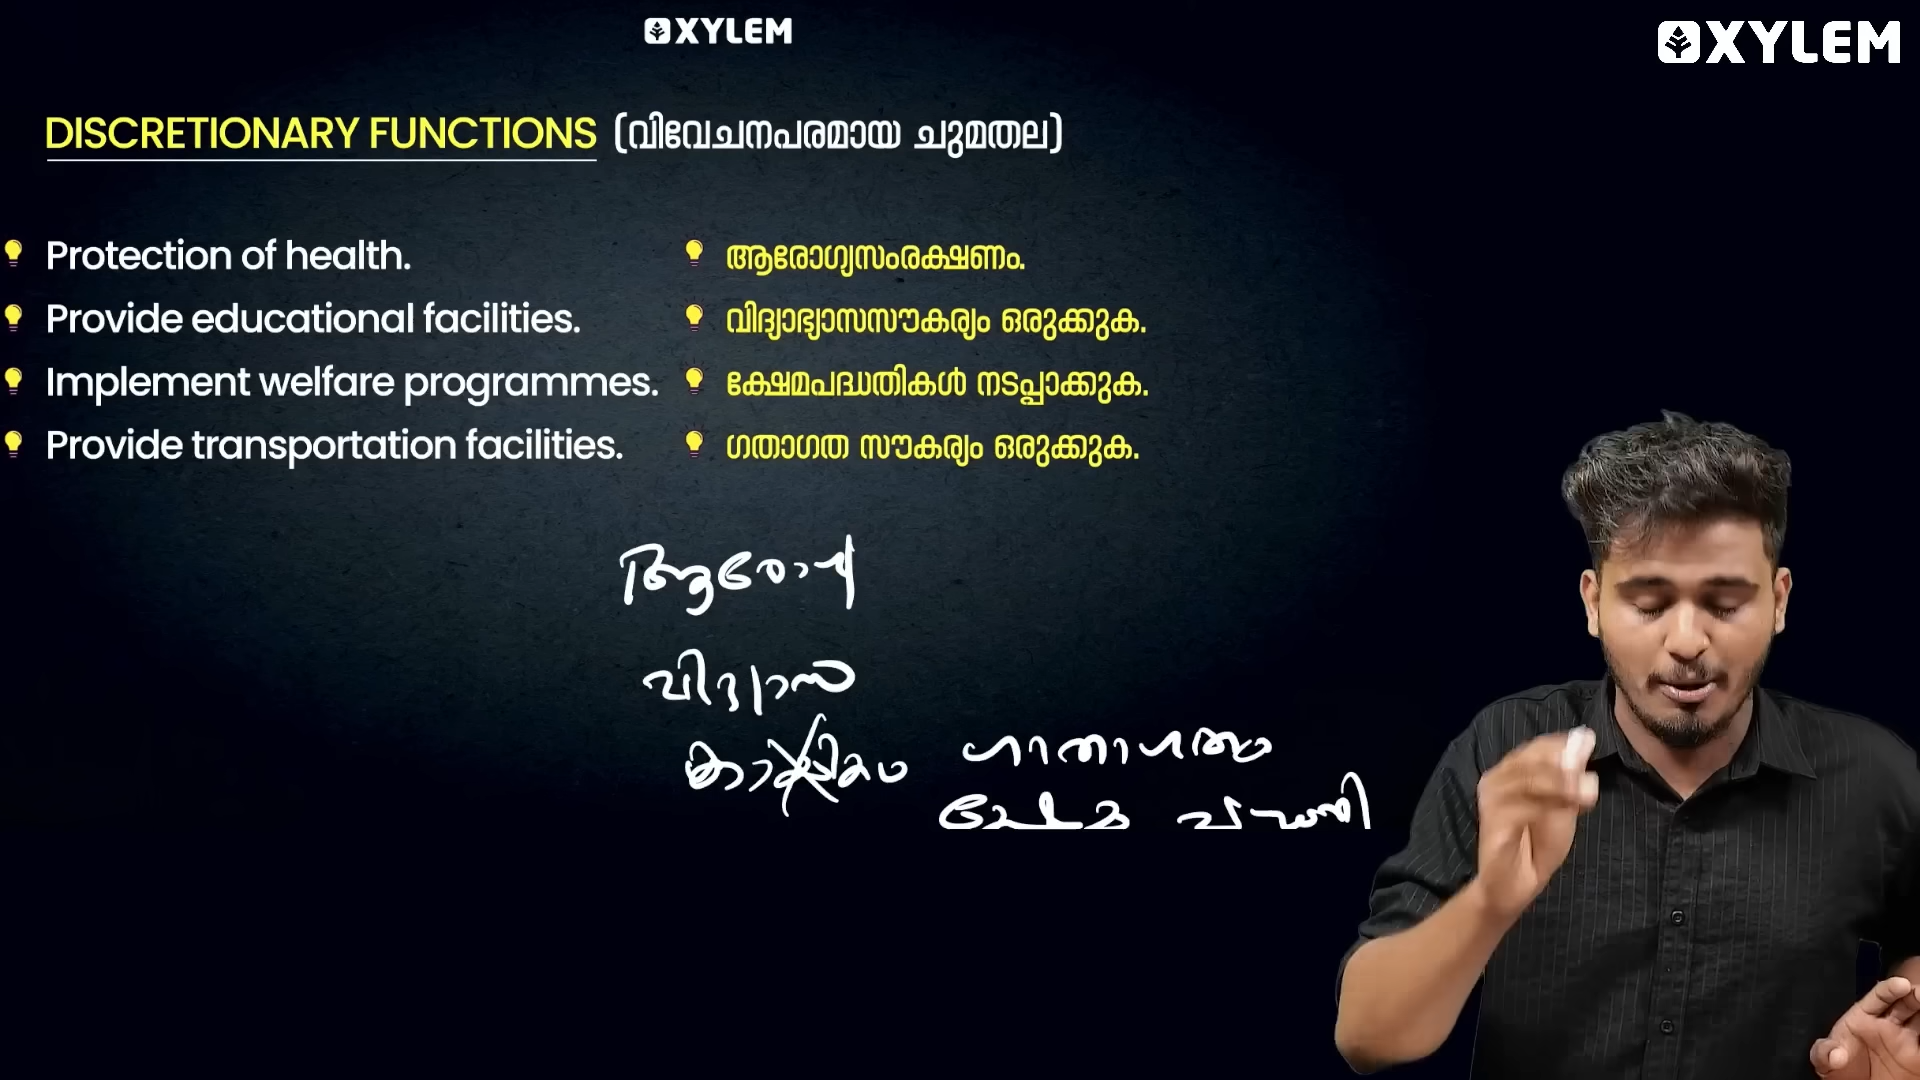 XYLEM
XYLEM
DISCRETIONARY FUNCTIONS (വിവേചനപരമായ ചുമതല)
Protection of health.
Provide educational facilities.
Implement welfare programmes.
Provide transportation facilities.
ആരോഗ്യസംരക്ഷണം.
വിദ്യാഭ്യാസസൗകര്യം ഒരുക്കുക.
ക്ഷേമപദ്ധതികൾ നടപ്പാക്കുക.
ഗതാഗത സൗകര്യം ഒരുക്കുക.